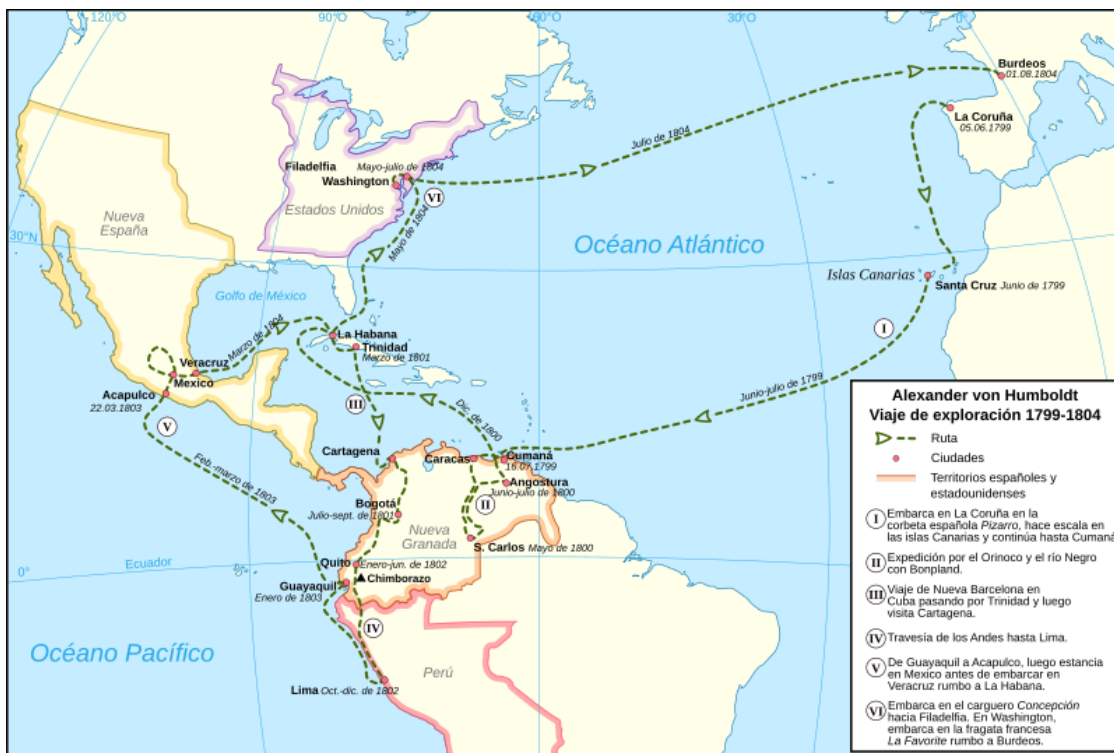 120°O
90°O
60°O
30°O
0°
Burdeos
01.08.1804
La Coruña
05.06.1799
Julio de 1804
Filadelfia
Mayo-julio de 1804
Washington
VI
Estados Unidos
Nueva
España
30°N
Mayo de 1804
Océano Atlántico
Islas Canarias
Santa Cruz Junio de 1799
Golfo de México
I
La Habana
Trinidad
Marzo de 1801
Marzo de 1804
Veracruz
Mexico
Acapulco
22.03.1803
V
III
Dic. de 1800
Junio-julio de 1799
Cartagena
Caracas
Cumaná
16.07.1799
Angostura
Junio-julio de 1800
II
Feb.-marzo de 1803
Bogotá
Julio-sept. de 1801
Nueva
Granada
S. Carlos Mayo de 1800
Ecuador
0°
Quito Enero-jun. de 1802
Chimborazo
Guayaquil
Enero de 1803
IV
Océano Pacífico
Perú
Lima Oct.-dic. de 1802
Alexander von Humboldt
Viaje de exploración 1799-1804
Ruta
Ciudades
Territorios españoles y
estadounidenses
I Embarca en La Coruña en la
corbeta española Pizarro, hace escala en
las islas Canarias y continúa hasta Cumaná
II Expedición por el Orinoco y el río Negro
con Bonpland.
III Viaje de Nueva Barcelona en
Cuba pasando por Trinidad y luego
visita Cartagena.
IV Travesía de los Andes hasta Lima.
V De Guayaquil a Acapulco, luego estancia
en Mexico antes de embarcar en
Veracruz rumbo a La Habana.
VI Embarca en el carguero Concepción
hacia Filadelfia. En Washington,
embarca en la fragata francesa
La Favorite rumbo a Burdeos.